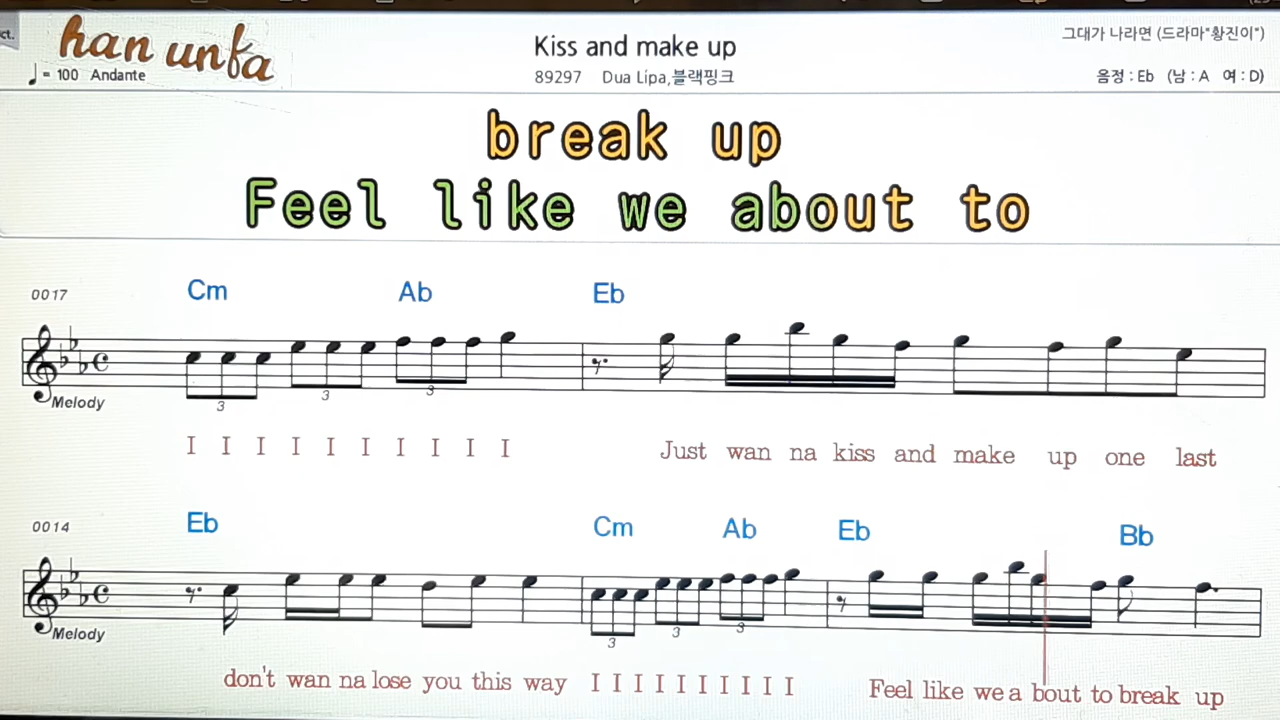 ct.
han unfa
Kiss and make up
그대가 나라면 (드라마"황진이")
♩ = 100 Andante
89297 Dua Lipa,블랙핑크
음정 : Eb (남 : A 여 : D)
break up
Feel like we about to
0017
Cm Ab Eb
3 3 3
Melody
I I I I I I I I I I Just wan na kiss and make up one last
0014
Eb Cm Ab Eb Bb
3 3 3
Melody
don't wan na lose you this way I I I I I I I I I I Feel like we a bout to break up